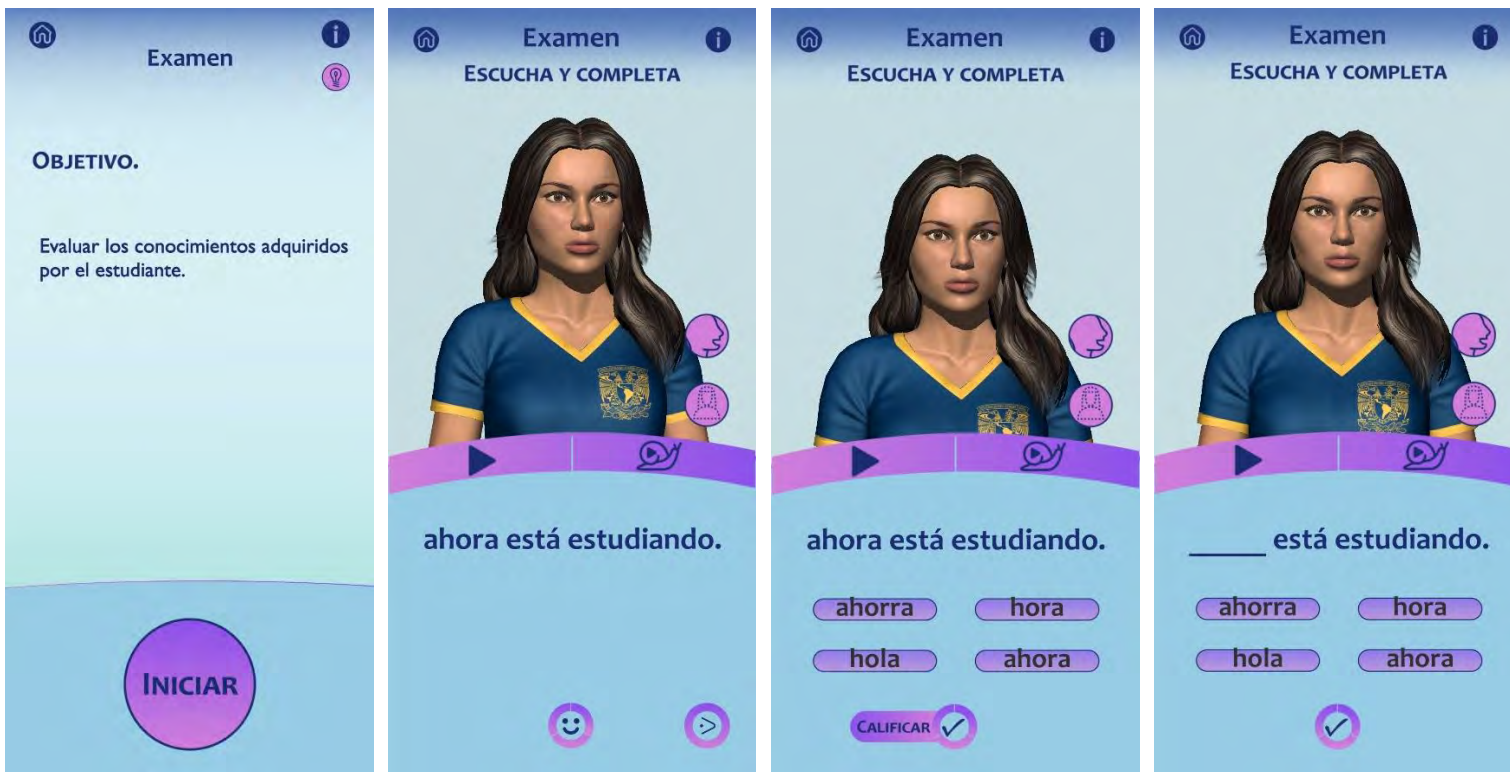 Examen
OBJETIVO.
Evaluar los conocimientos adquiridos
por el estudiante.
INICIAR
Examen
ESCUCHA Y COMPLETA
ahora está estudiando.
Examen
ESCUCHA Y COMPLETA
ahora está estudiando.
ahorra
hora
hola
ahora
CALIFICAR
Examen
ESCUCHA Y COMPLETA
_____ está estudiando.
ahorra
hora
hola
ahora